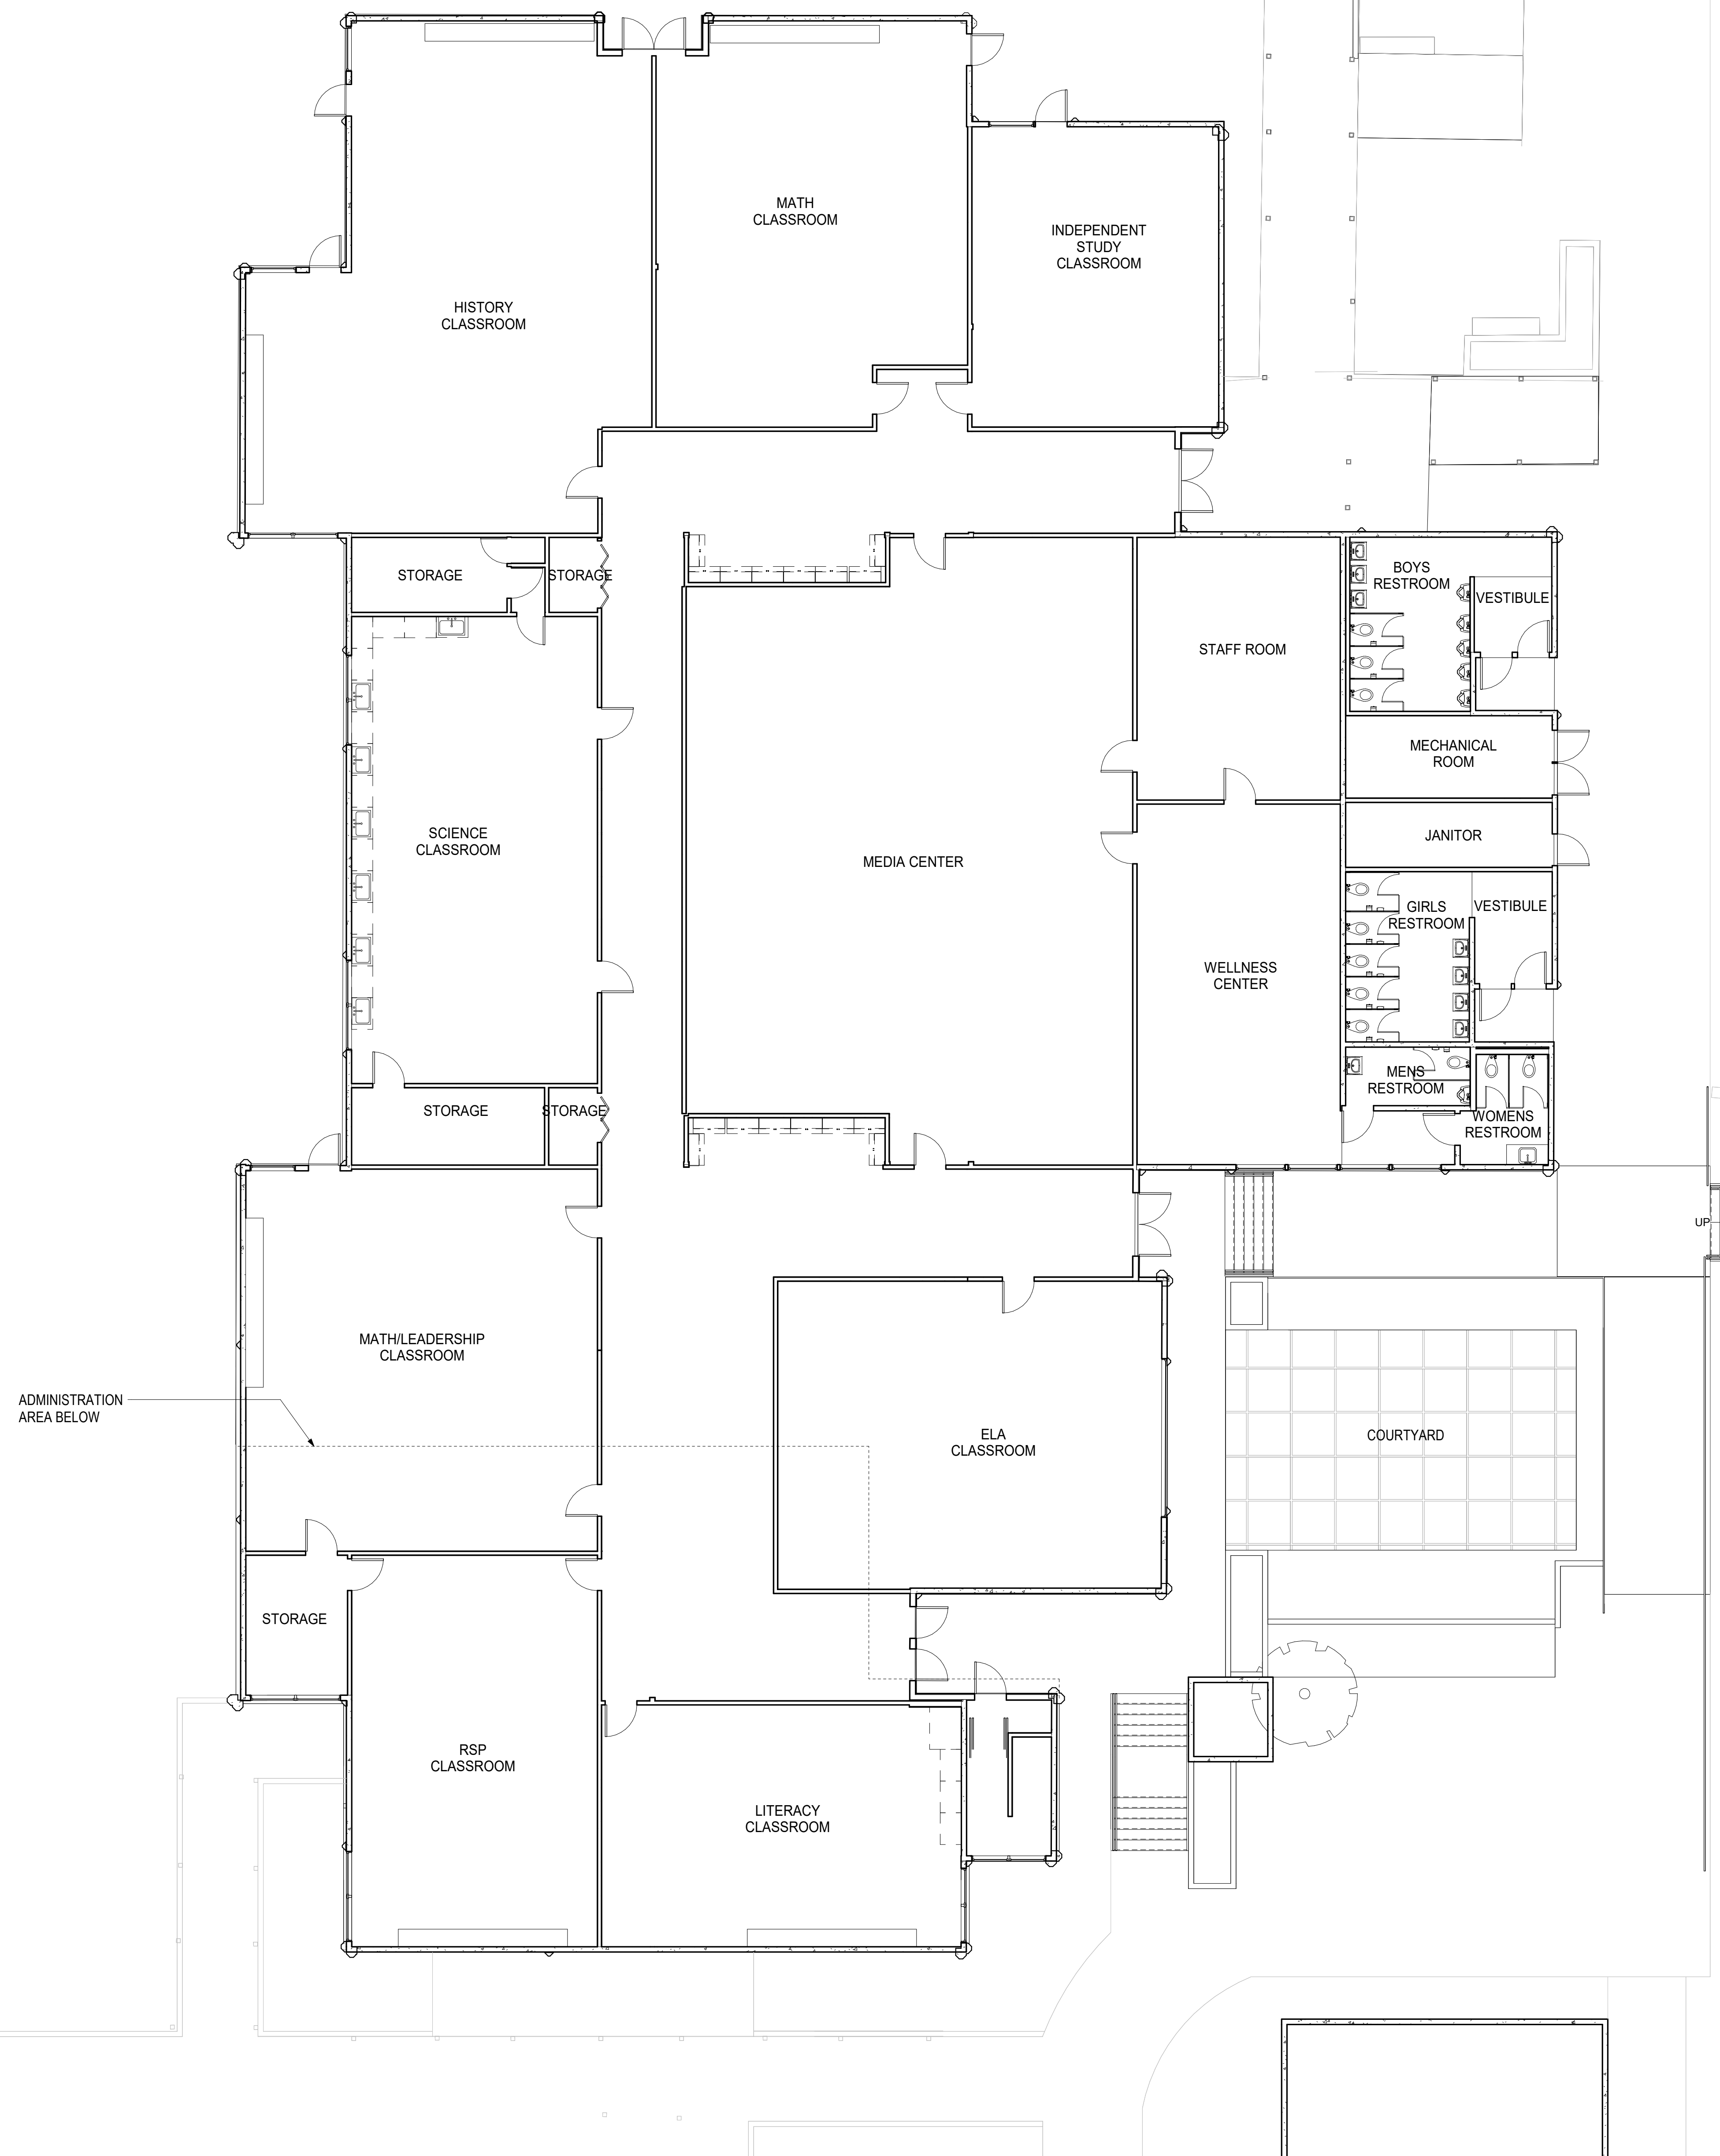 MATH
CLASSROOM
INDEPENDENT
STUDY
CLASSROOM
HISTORY
CLASSROOM
STORAGE
STORAGE
BOYS
RESTROOM
VESTIBULE
STAFF ROOM
MECHANICAL
ROOM
SCIENCE
CLASSROOM
MEDIA CENTER
JANITOR
GIRLS
RESTROOM
VESTIBULE
WELLNESS
CENTER
MENS
RESTROOM
STORAGE
STORAGE
WOMENS
RESTROOM
UP
MATH/LEADERSHIP
CLASSROOM
ADMINISTRATION
AREA BELOW
ELA
CLASSROOM
COURTYARD
STORAGE
RSP
CLASSROOM
LITERACY
CLASSROOM